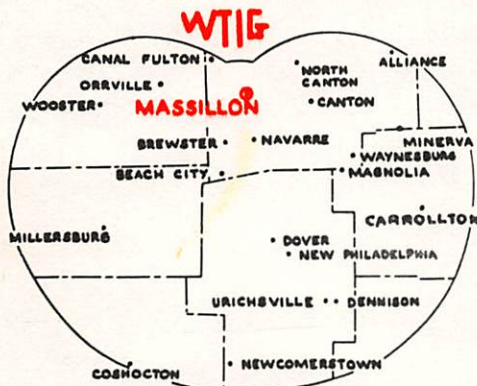 WTIG
CANAL FULTON
ALLIANCE
NORTH
CANTON
ORRVILLE
WOOSTER
MASSILLON
CANTON
MINERVA
BREWSTER
NAVARRE
WAYNESBURG
BEACH CITY
MAGNOLIA
CARROLLTON
MILLERSBURG
DOVER
NEW PHILADELPHIA
URICHSVILLE
DENNISON
NEWCOMERSTOWN
COSHOCTON